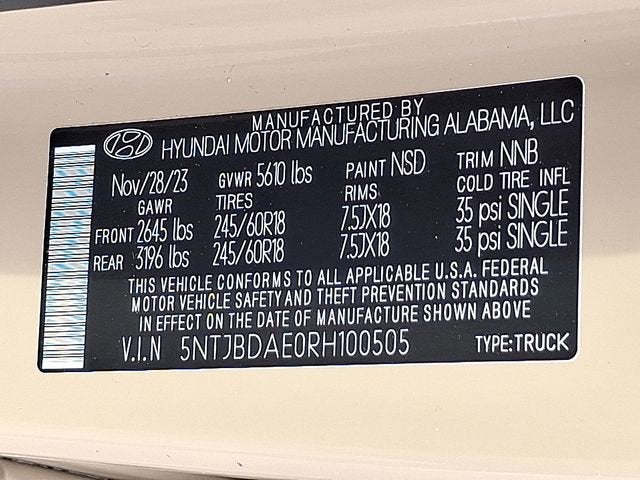 MANUFACTURED BY
HYUNDAI MOTOR MANUFACTURING ALABAMA, LLC
Nov/28/23 GVWR 5610 lbs PAINT NSD TRIM NNB
GAWR TIRES RIMS COLD TIRE INFL
FRONT 2645 lbs 245/60R18 7.5JX18 35 psi SINGLE
REAR 3196 lbs 245/60R18 7.5JX18 35 psi SINGLE
THIS VEHICLE CONFORMS TO ALL APPLICABLE U.S.A. FEDERAL
MOTOR VEHICLE SAFETY AND THEFT PREVENTION STANDARDS
IN EFFECT ON THE DATE OF MANUFACTURE SHOWN ABOVE
V.I.N 5NTJBDAE0RH100505 TYPE:TRUCK